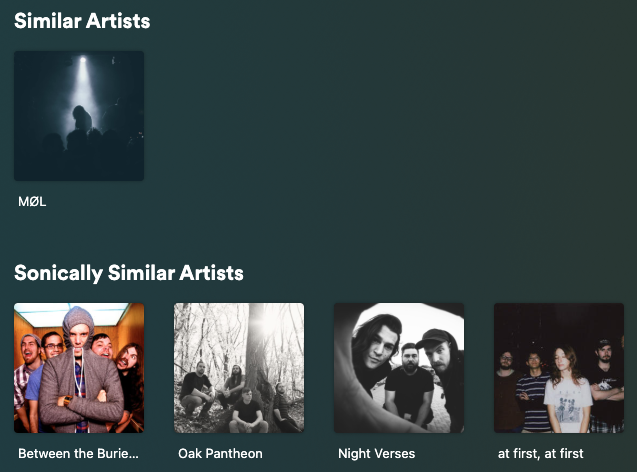 Similar Artists
MØL
Sonically Similar Artists
Between the Burie...
Oak Pantheon
Night Verses
at first, at first